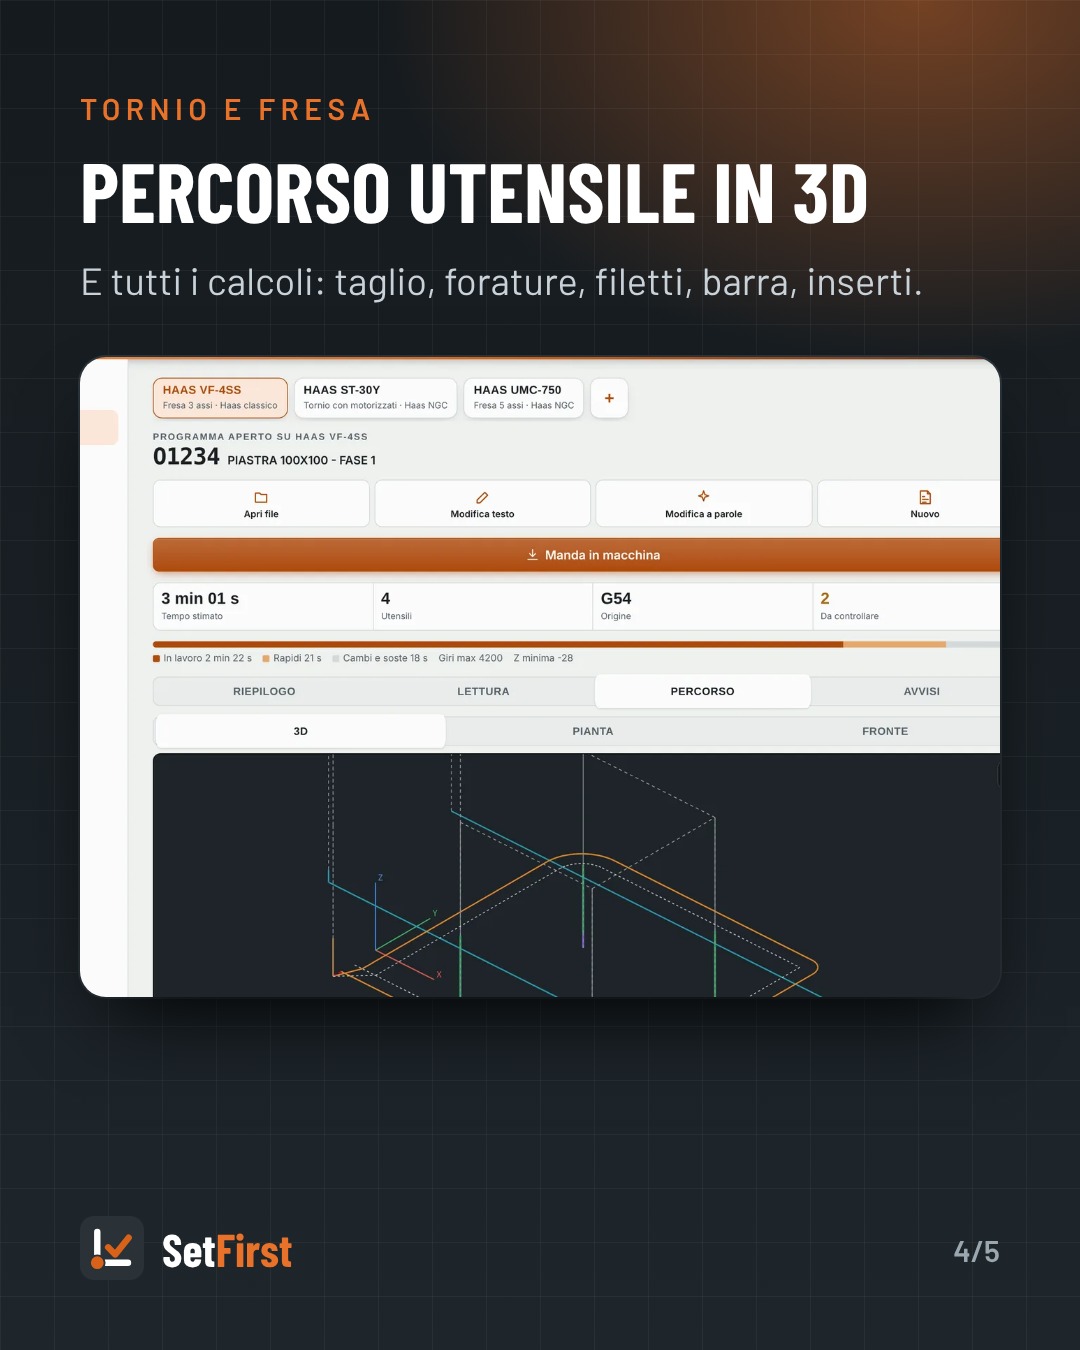 TORNIO E FRESA
PERCORSO UTENSILE IN 3D
E tutti i calcoli: taglio, forature, filetti, barra, inserti.
HAAS VF-4SS
Fresa 3 assi · Haas classico
HAAS ST-30Y
Tornio con motorizzati · Haas NGC
HAAS UMC-750
Fresa 5 assi · Haas NGC
+
PROGRAMMA APERTO SU HAAS VF-4SS
O1234 PIASTRA 100X100 - FASE 1
Apri file
Modifica testo
Modifica a parole
Nuovo
Manda in macchina
3 min 01 s
Tempo stimato
4
Utensili
G54
Origine
2
Da controllare
In lavoro 2 min 22 s Rapidi 21 s Cambi e soste 18 s Giri max 4200 Z minima -28
RIEPILOGO LETTURA PERCORSO AVVISI
3D PIANTA FRONTE
Z
Y
X
SetFirst
4/5